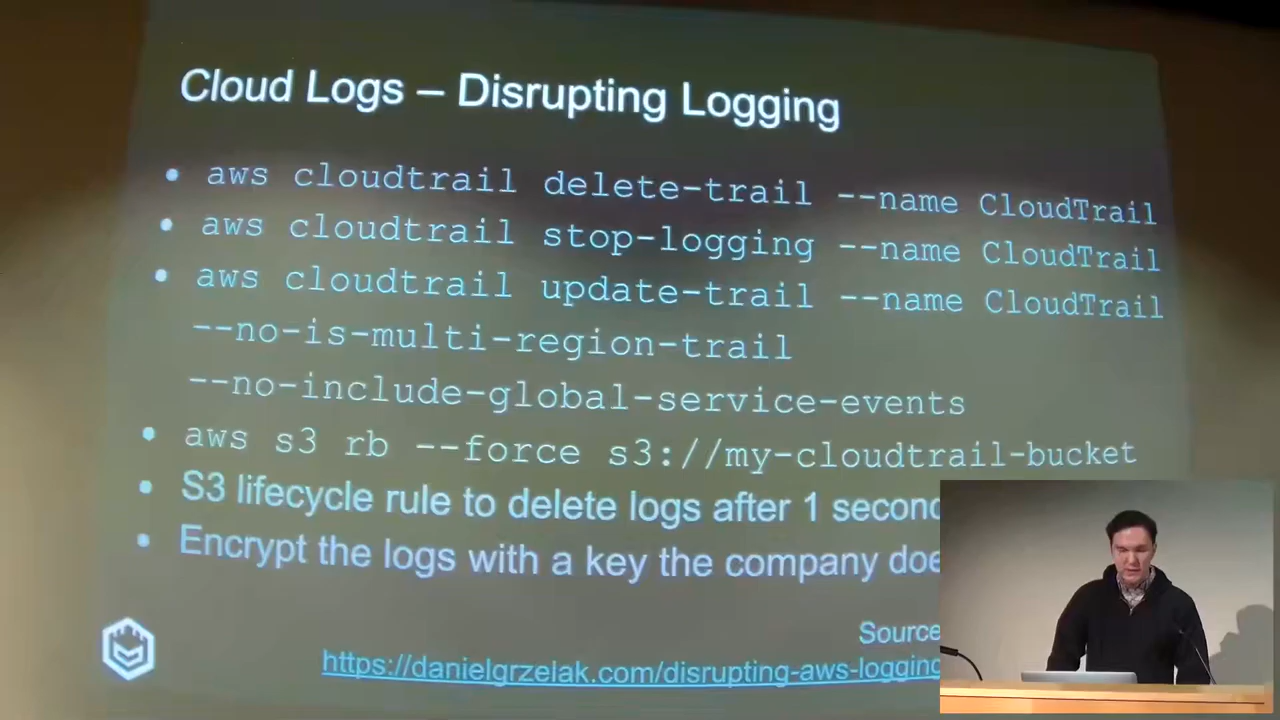 Cloud Logs – Disrupting Logging
• aws cloudtrail delete-trail --name CloudTrail
• aws cloudtrail stop-logging --name CloudTrail
• aws cloudtrail update-trail --name CloudTrail
--no-is-multi-region-trail
--no-include-global-service-events
• aws s3 rb --force s3://my-cloudtrail-bucket
• S3 lifecycle rule to delete logs after 1 second
• Encrypt the logs with a key the company
Source
https://danielgrzelak.com/disrupting-aws-logging